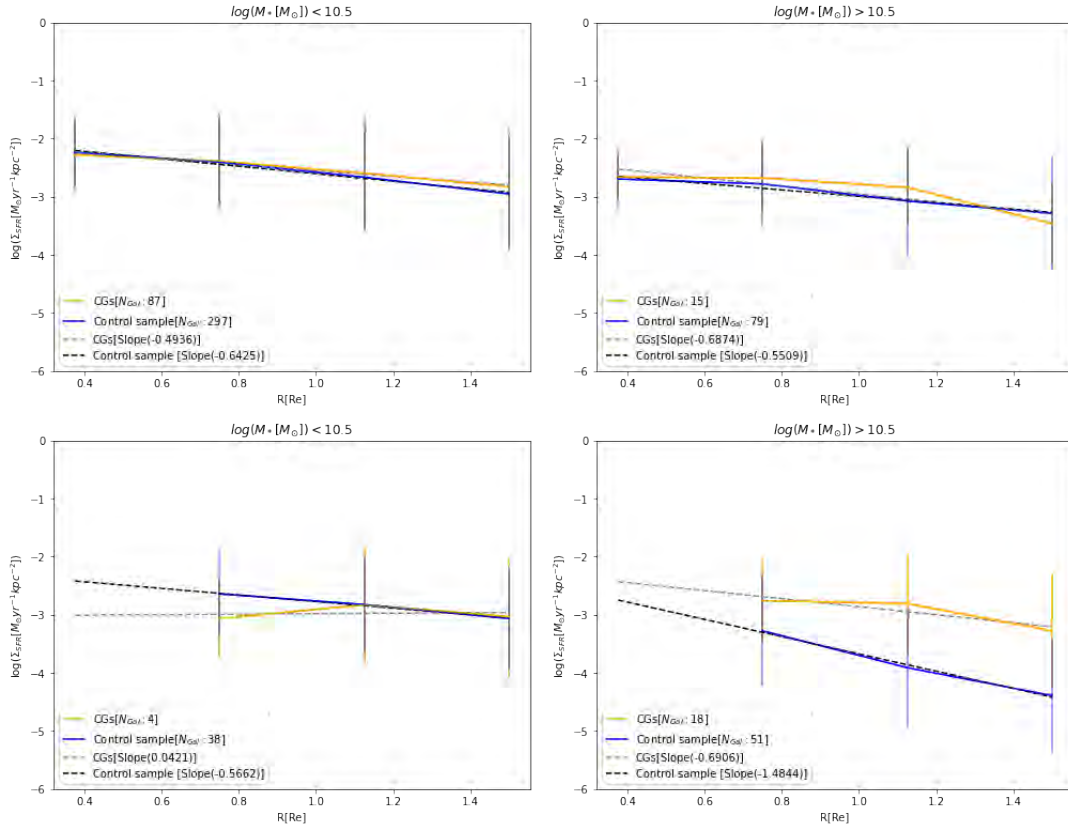 log(M*[M⊙]) < 10.5
0
−1
−2
−3
−4
−5
−6
log(Σ_SFR[M⊙yr⁻¹kpc⁻²])
CGs[N_Gal: 87]
Control sample[N_Gal: 297]
CGs[Slope(-0.4936)]
Control sample [Slope(-0.6425)]
0.4 0.6 0.8 1.0 1.2 1.4
R[Re]
log(M*[M⊙]) > 10.5
0
−1
−2
−3
−4
−5
−6
log(Σ_SFR[M⊙yr⁻¹kpc⁻²])
CGs[N_Gal: 15]
Control sample[N_Gal: 79]
CGs[Slope(-0.6874)]
Control sample [Slope(-0.5509)]
0.4 0.6 0.8 1.0 1.2 1.4
R[Re]
log(M*[M⊙]) < 10.5
0
−1
−2
−3
−4
−5
−6
log(Σ_SFR[M⊙yr⁻¹kpc⁻²])
CGs[N_Gal: 4]
Control sample[N_Gal: 38]
CGs[Slope(0.0421)]
Control sample [Slope(-0.5662)]
0.4 0.6 0.8 1.0 1.2 1.4
R[Re]
log(M*[M⊙]) > 10.5
0
−1
−2
−3
−4
−5
−6
log(Σ_SFR[M⊙yr⁻¹kpc⁻²])
CGs[N_Gal: 18]
Control sample[N_Gal: 51]
CGs[Slope(-0.6906)]
Control sample [Slope(-1.4844)]
0.4 0.6 0.8 1.0 1.2 1.4
R[Re]